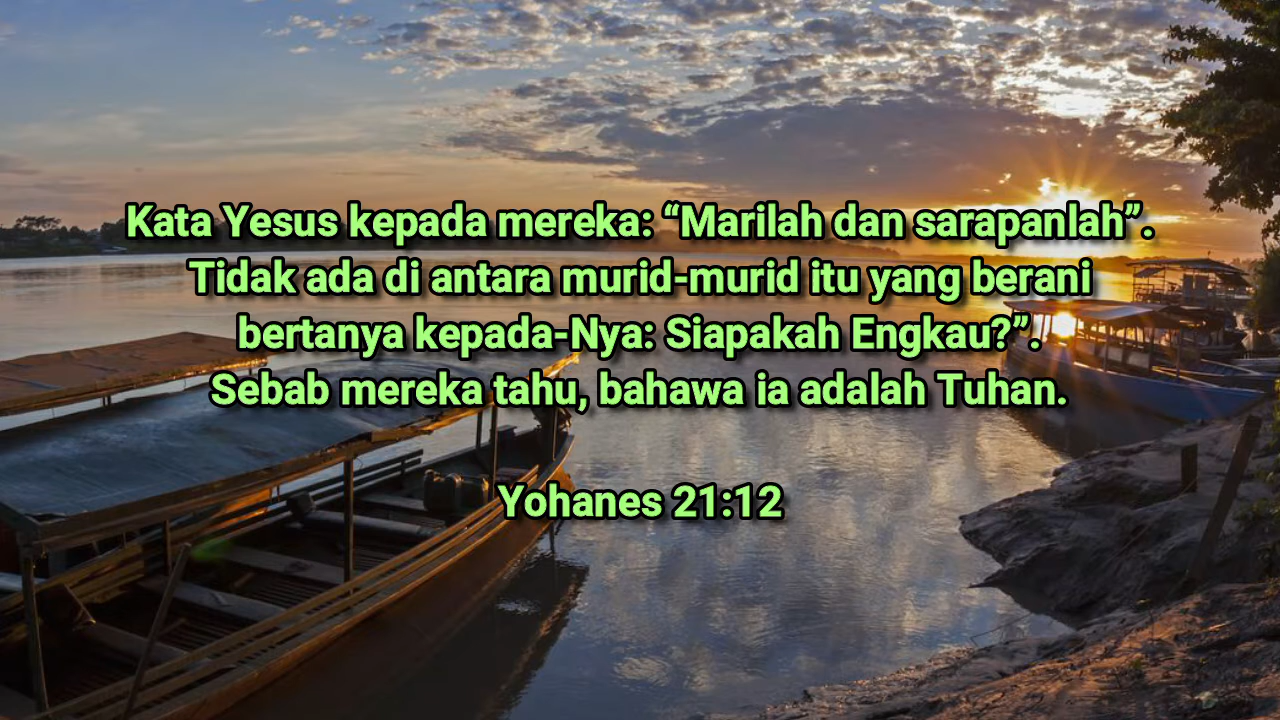 Kata Yesus kepada mereka: “Marilah dan sarapanlah”.
Tidak ada di antara murid-murid itu yang berani
bertanya kepada-Nya: Siapakah Engkau?”.
Sebab mereka tahu, bahawa ia adalah Tuhan.
Yohanes 21:12